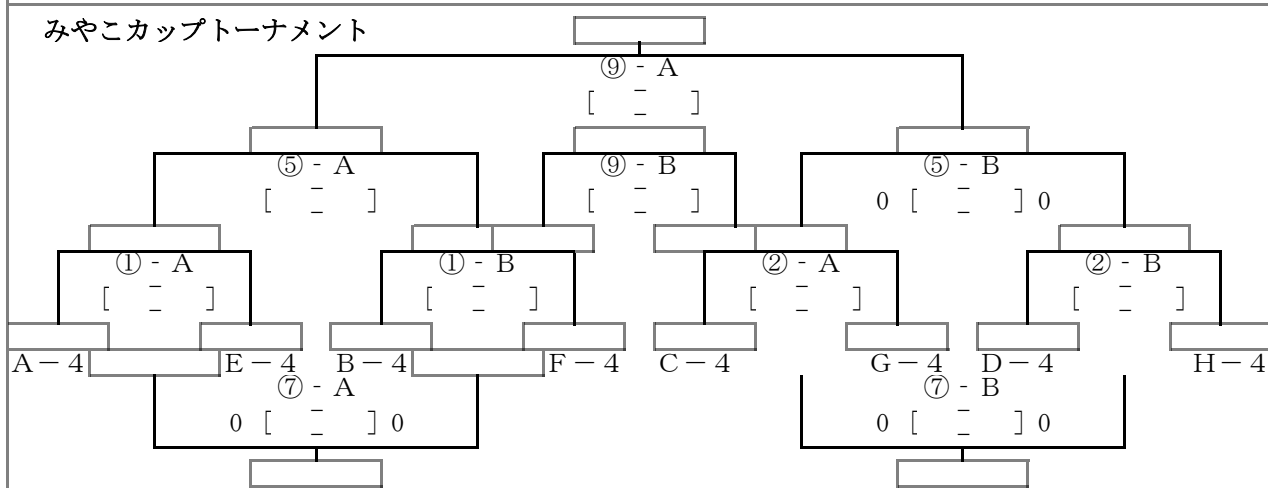 みやこカップトーナメント
⑨ - A
[ - - ]
⑤ - A ⑨ - B ⑤ - B
[ - - ] [ - - ] 0 [ - - ] 0
① - A ① - B ② - A ② - B
[ - - ] [ - - ] [ - - ] [ - - ]
A－4 E－4 B－4 F－4 C－4 G－4 D－4 H－4
⑦ - A ⑦ - B
0 [ - - ] 0 0 [ - - ] 0